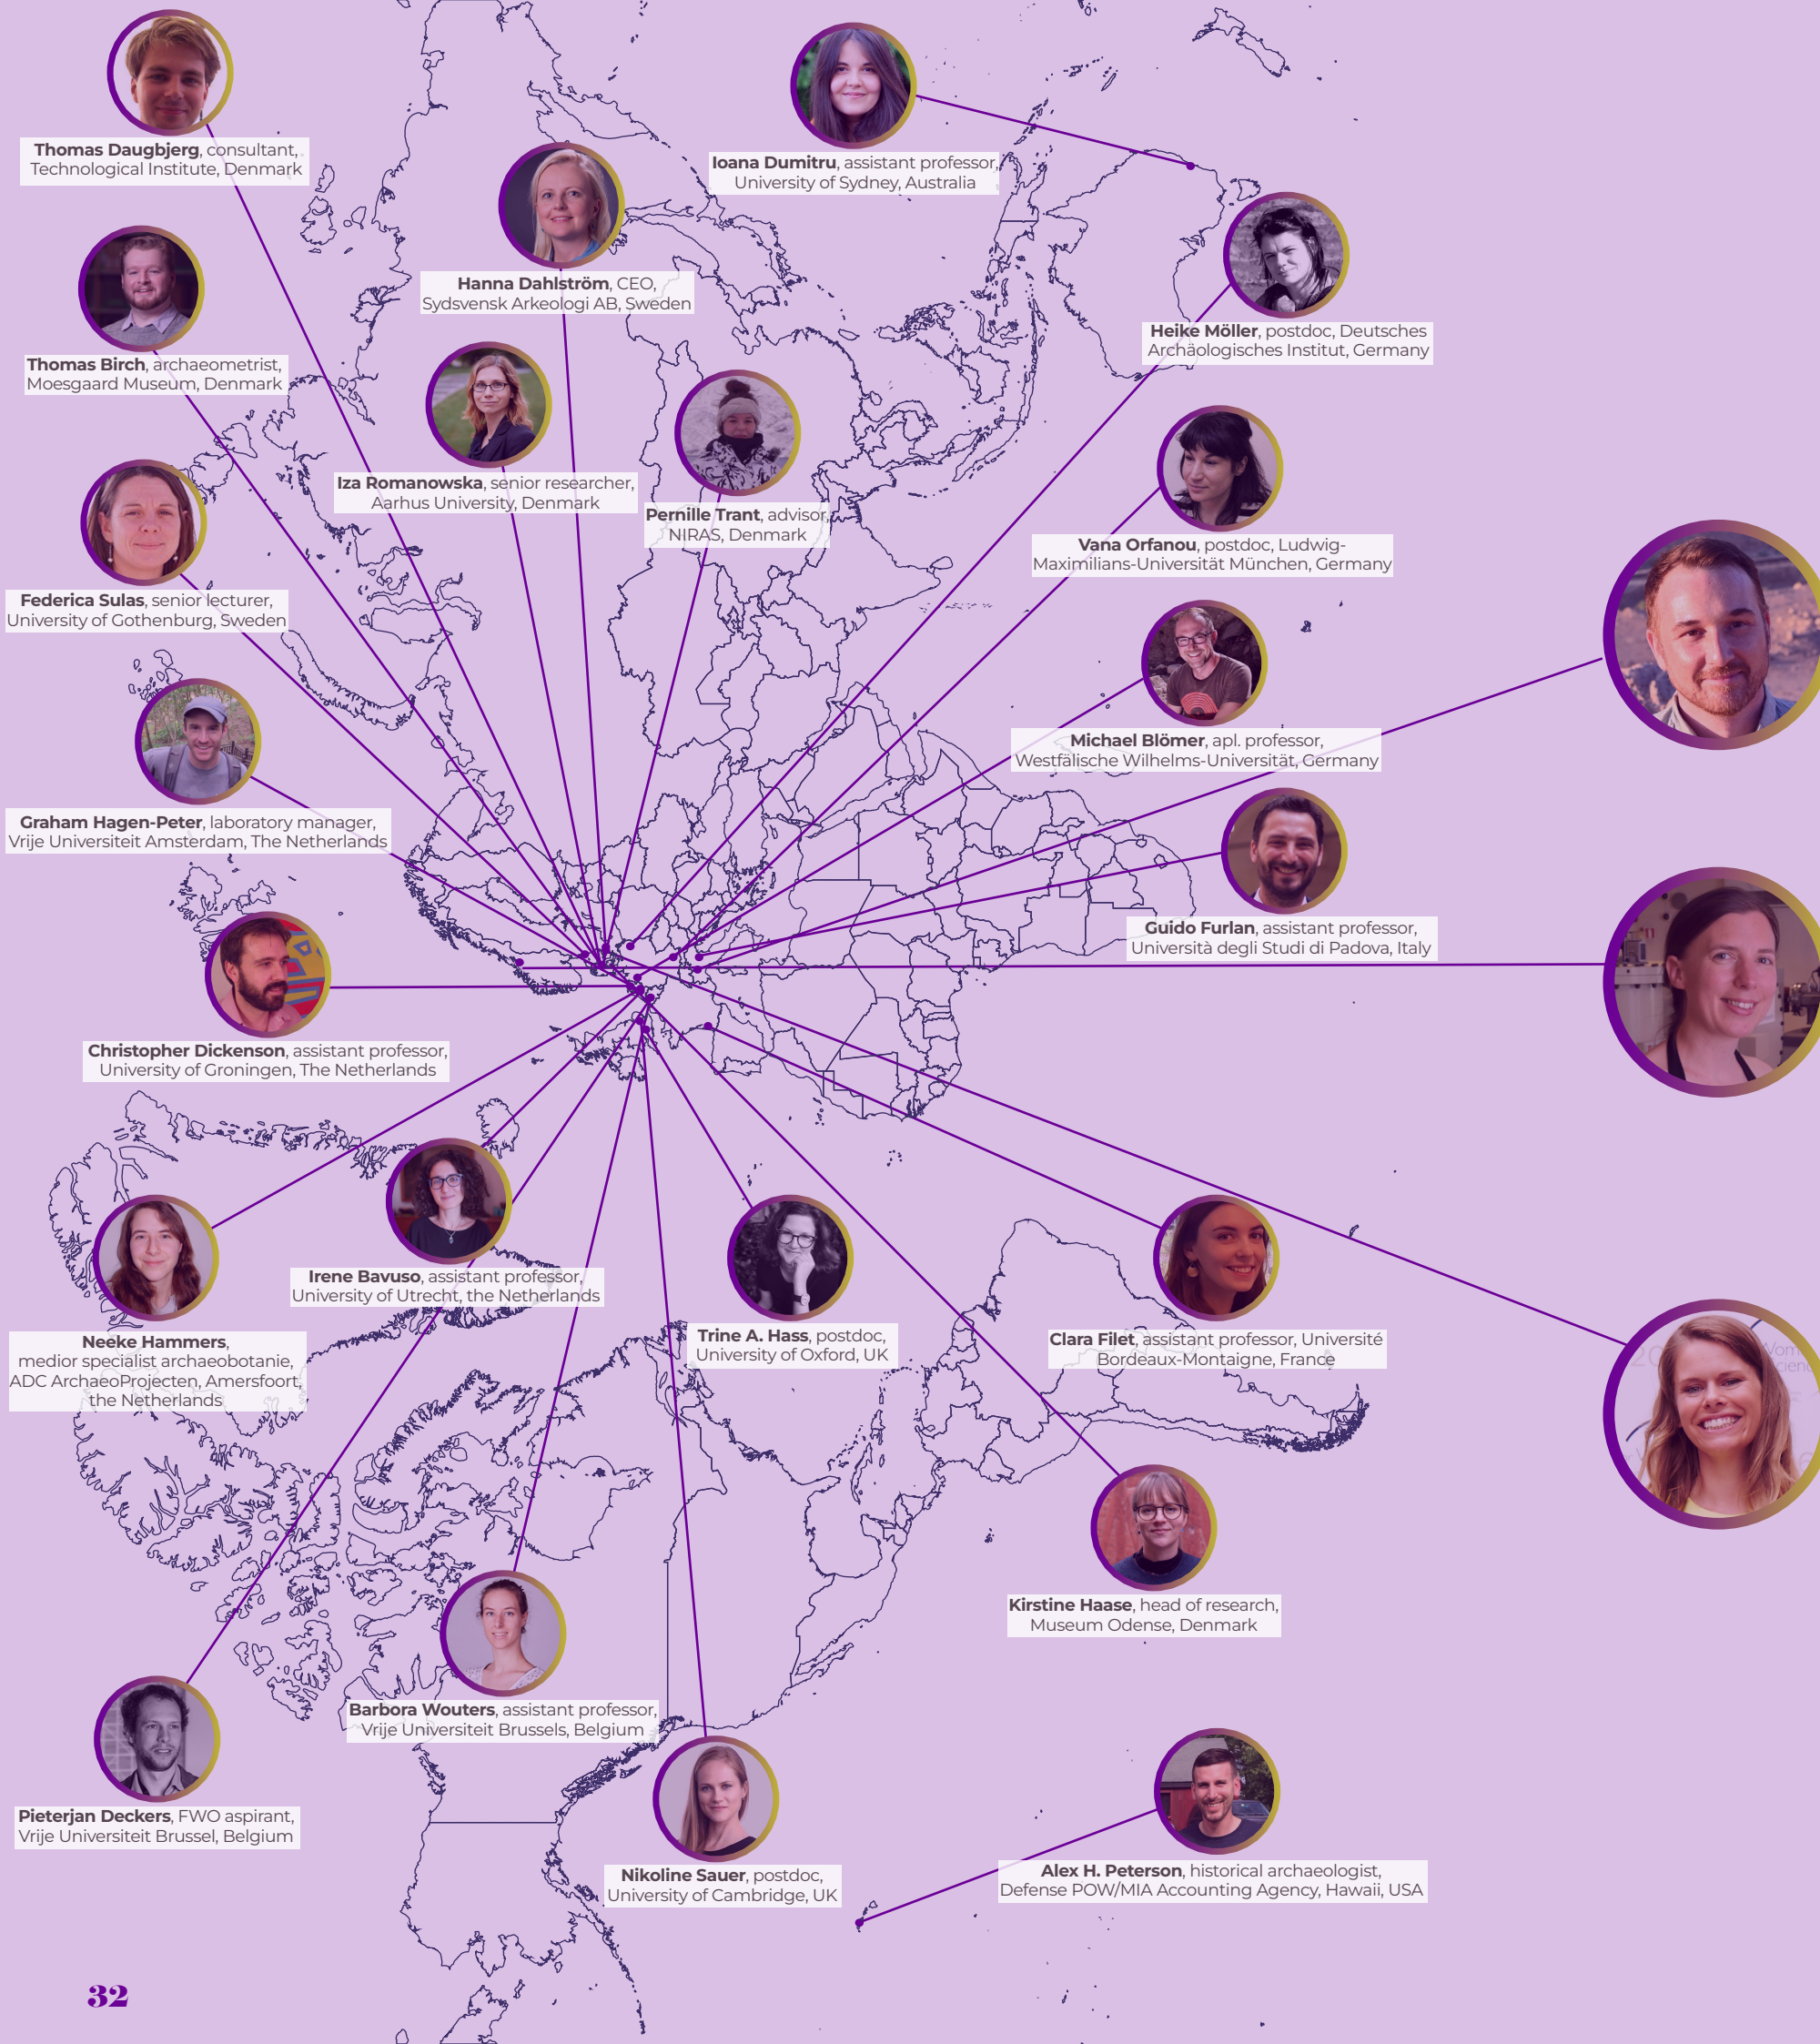 Thomas Daugbjerg, consultant,
Technological Institute, Denmark
Ioana Dumitru, assistant professor,
University of Sydney, Australia
Hanna Dahlström, CEO,
Sydsvensk Arkeologi AB, Sweden
Thomas Birch, archaeometrist,
Moesgaard Museum, Denmark
Heike Möller, postdoc, Deutsches
Archäologisches Institut, Germany
Iza Romanowska, senior researcher,
Aarhus University, Denmark
Pernille Trant, advisor,
NIRAS, Denmark
Vana Orfanou, postdoc, Ludwig-
Maximilians-Universität München, Germany
Federica Sulas, senior lecturer,
University of Gothenburg, Sweden
Michael Blömer, apl. professor,
Westfälische Wilhelms-Universität, Germany
Graham Hagen-Peter, laboratory manager,
Vrije Universiteit Amsterdam, The Netherlands
Guido Furlan, assistant professor,
Università degli Studi di Padova, Italy
Christopher Dickenson, assistant professor,
University of Groningen, The Netherlands
Irene Bavuso, assistant professor,
University of Utrecht, the Netherlands
Neeke Hammers,
medior specialist archaeobotanie,
ADC ArchaeoProjecten, Amersfoort,
the Netherlands
Trine A. Hass, postdoc,
University of Oxford, UK
Clara Filet, assistant professor, Université
Bordeaux-Montaigne, France
Kirstine Haase, head of research,
Museum Odense, Denmark
Barbora Wouters, assistant professor,
Vrije Universiteit Brussels, Belgium
Pieterjan Deckers, FWO aspirant,
Vrije Universiteit Brussel, Belgium
Nikoline Sauer, postdoc,
University of Cambridge, UK
Alex H. Peterson, historical archaeologist,
Defense POW/MIA Accounting Agency, Hawaii, USA
32